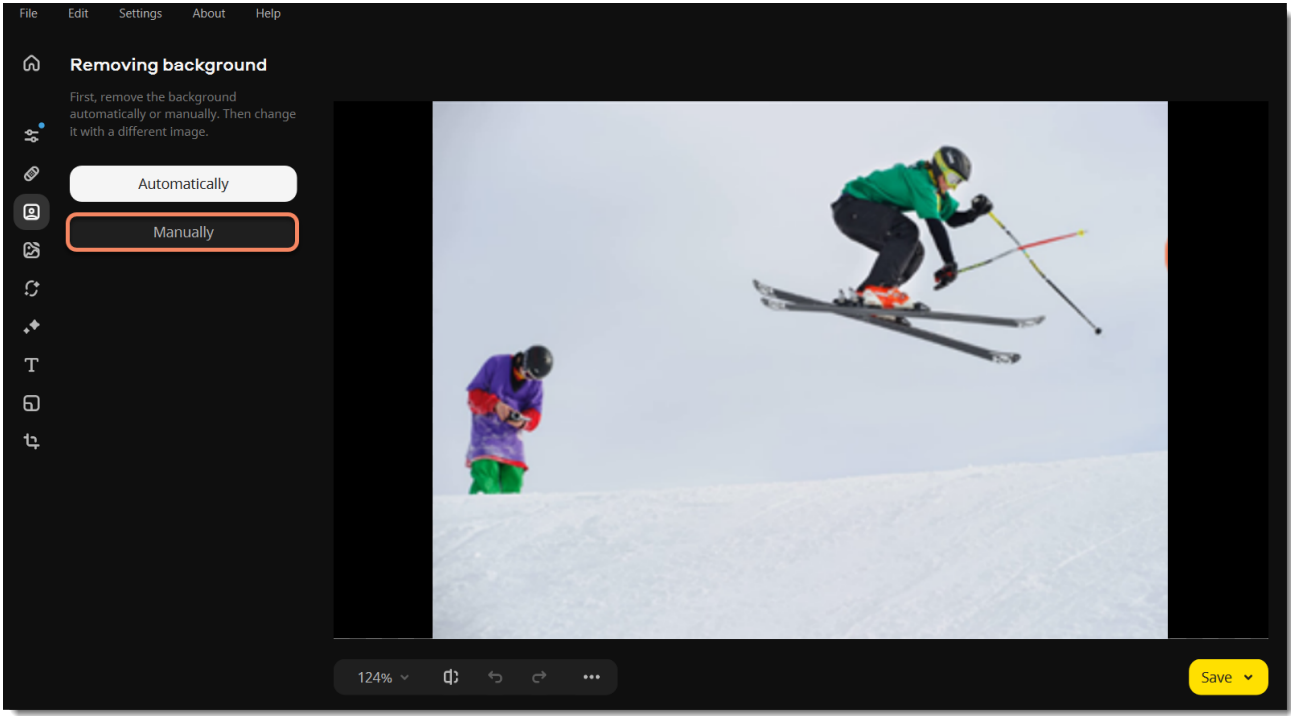 File Edit Settings About Help
Removing background
First, remove the background
automatically or manually. Then change
it with a different image.
Automatically
Manually
T
124%
Save